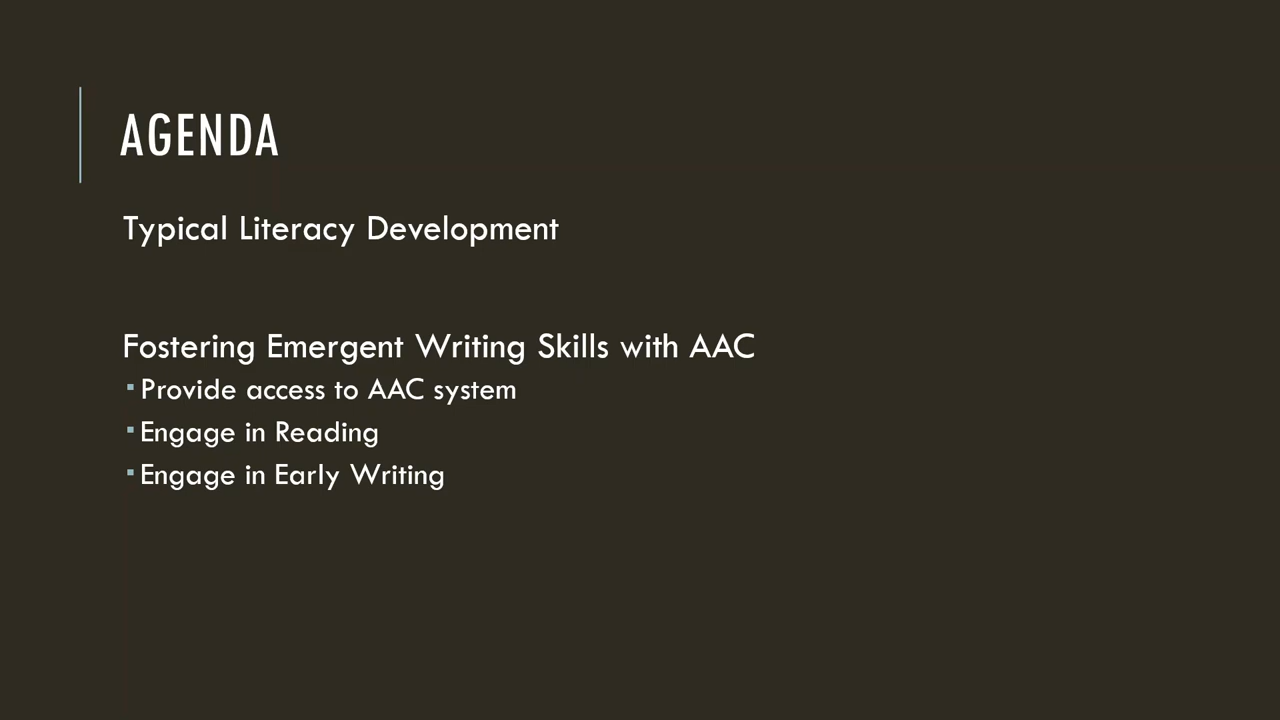 AGENDA
Typical Literacy Development
Fostering Emergent Writing Skills with AAC
▪ Provide access to AAC system
▪ Engage in Reading
▪ Engage in Early Writing